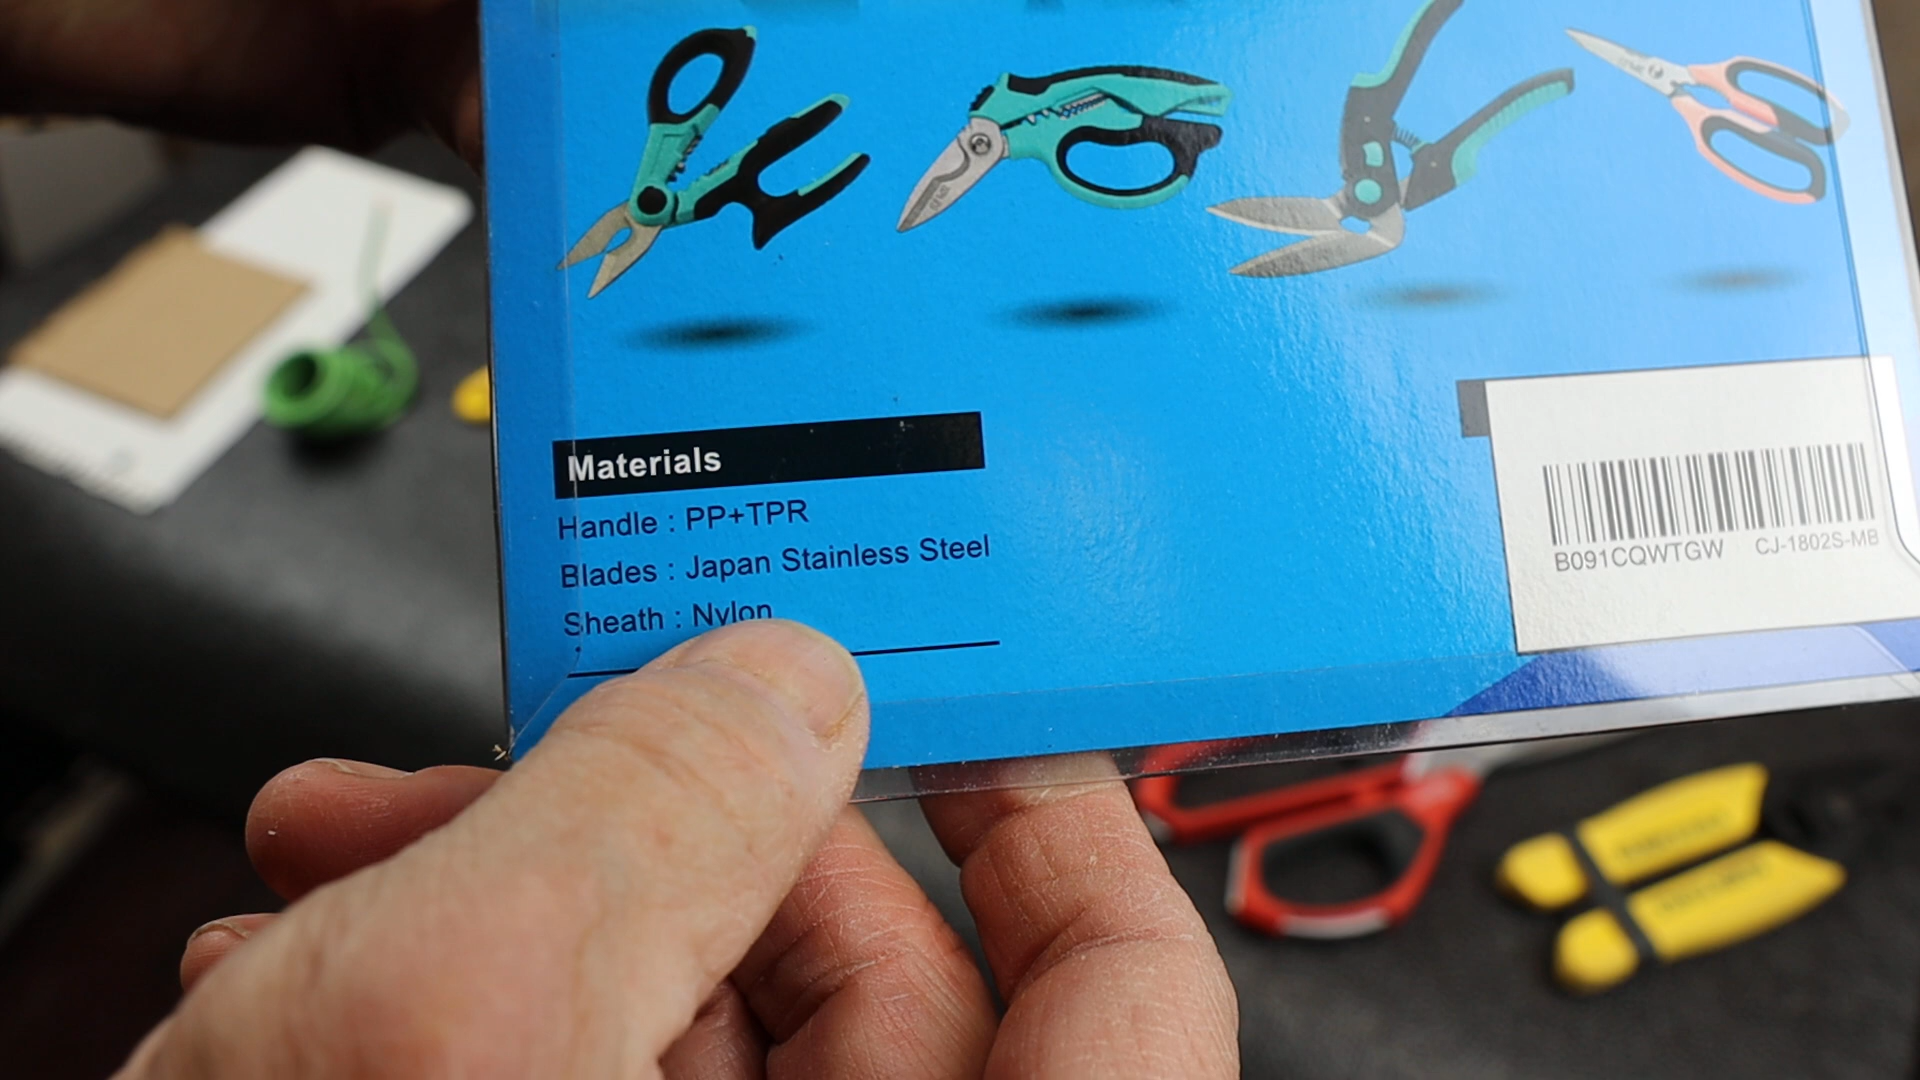 Materials
Handle : PP+TPR
Blades : Japan Stainless Steel
Sheath : Nylon
B091CQWTGW CJ-1802S-MB